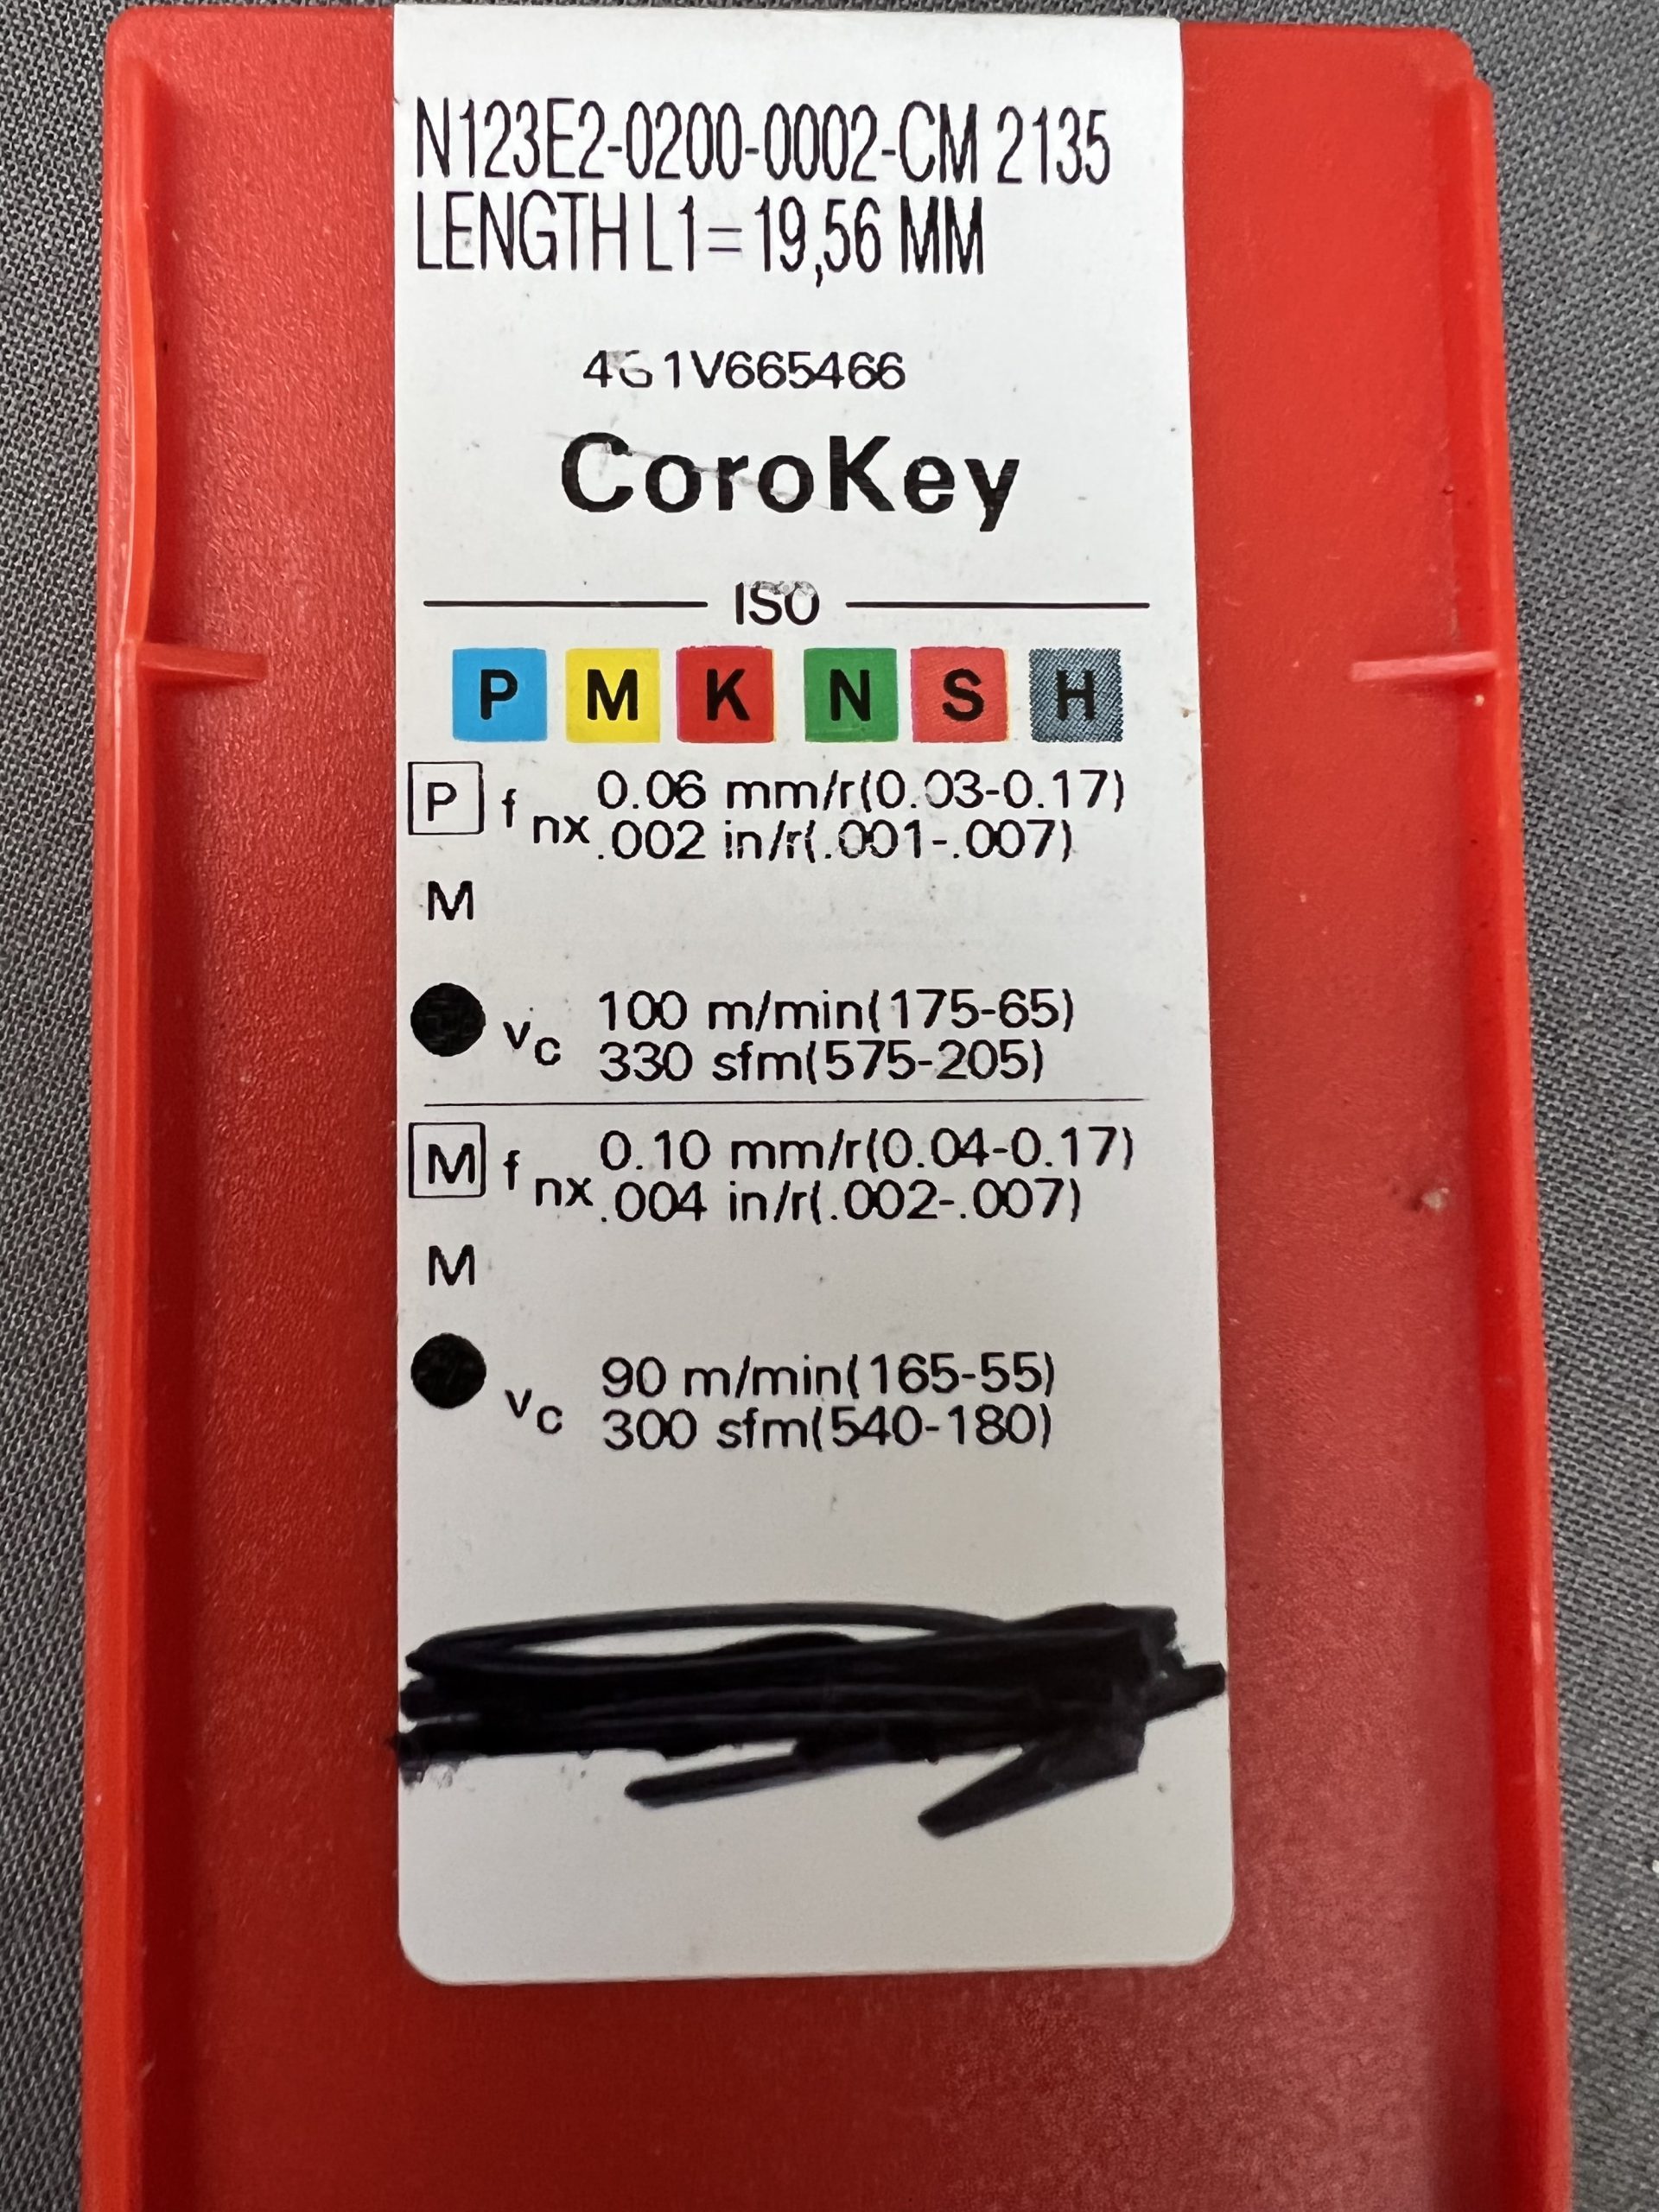 N123E2-0200-0002-CM 2135
LENGTH L1=19,56 MM
CoroKey
ISO
P M K N S H
P f nx 0.06 mm/r(0.03-0.17)
.002 in/r(.001-.007)
M
vc 100 m/min(175-65)
330 sfm(575-205)
M f nx 0.10 mm/r(0.04-0.17)
.004 in/r(.002-.007)
M
vc 90 m/min(165-55)
300 sfm(540-180)